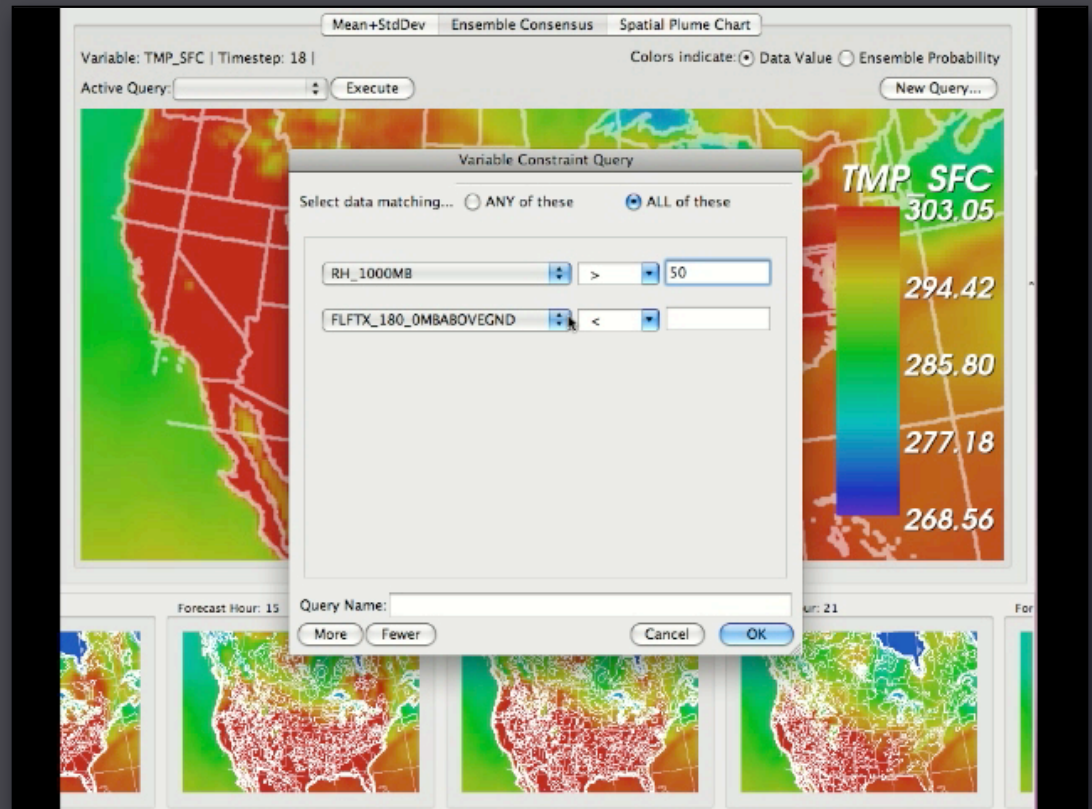 Mean+StdDev Ensemble Consensus Spatial Plume Chart
Variable: TMP_SFC | Timestep: 18 |
Colors indicate: Data Value Ensemble Probability
Active Query: Execute New Query...
Variable Constraint Query
Select data matching... ANY of these ALL of these
RH_1000MB > 50
FLFTX_180_0MBABOVEGND <
TMP_SFC
303.05
294.42
285.80
277.18
268.56
Query Name:
More Fewer Cancel OK
Forecast Hour: 15
ur: 21
For